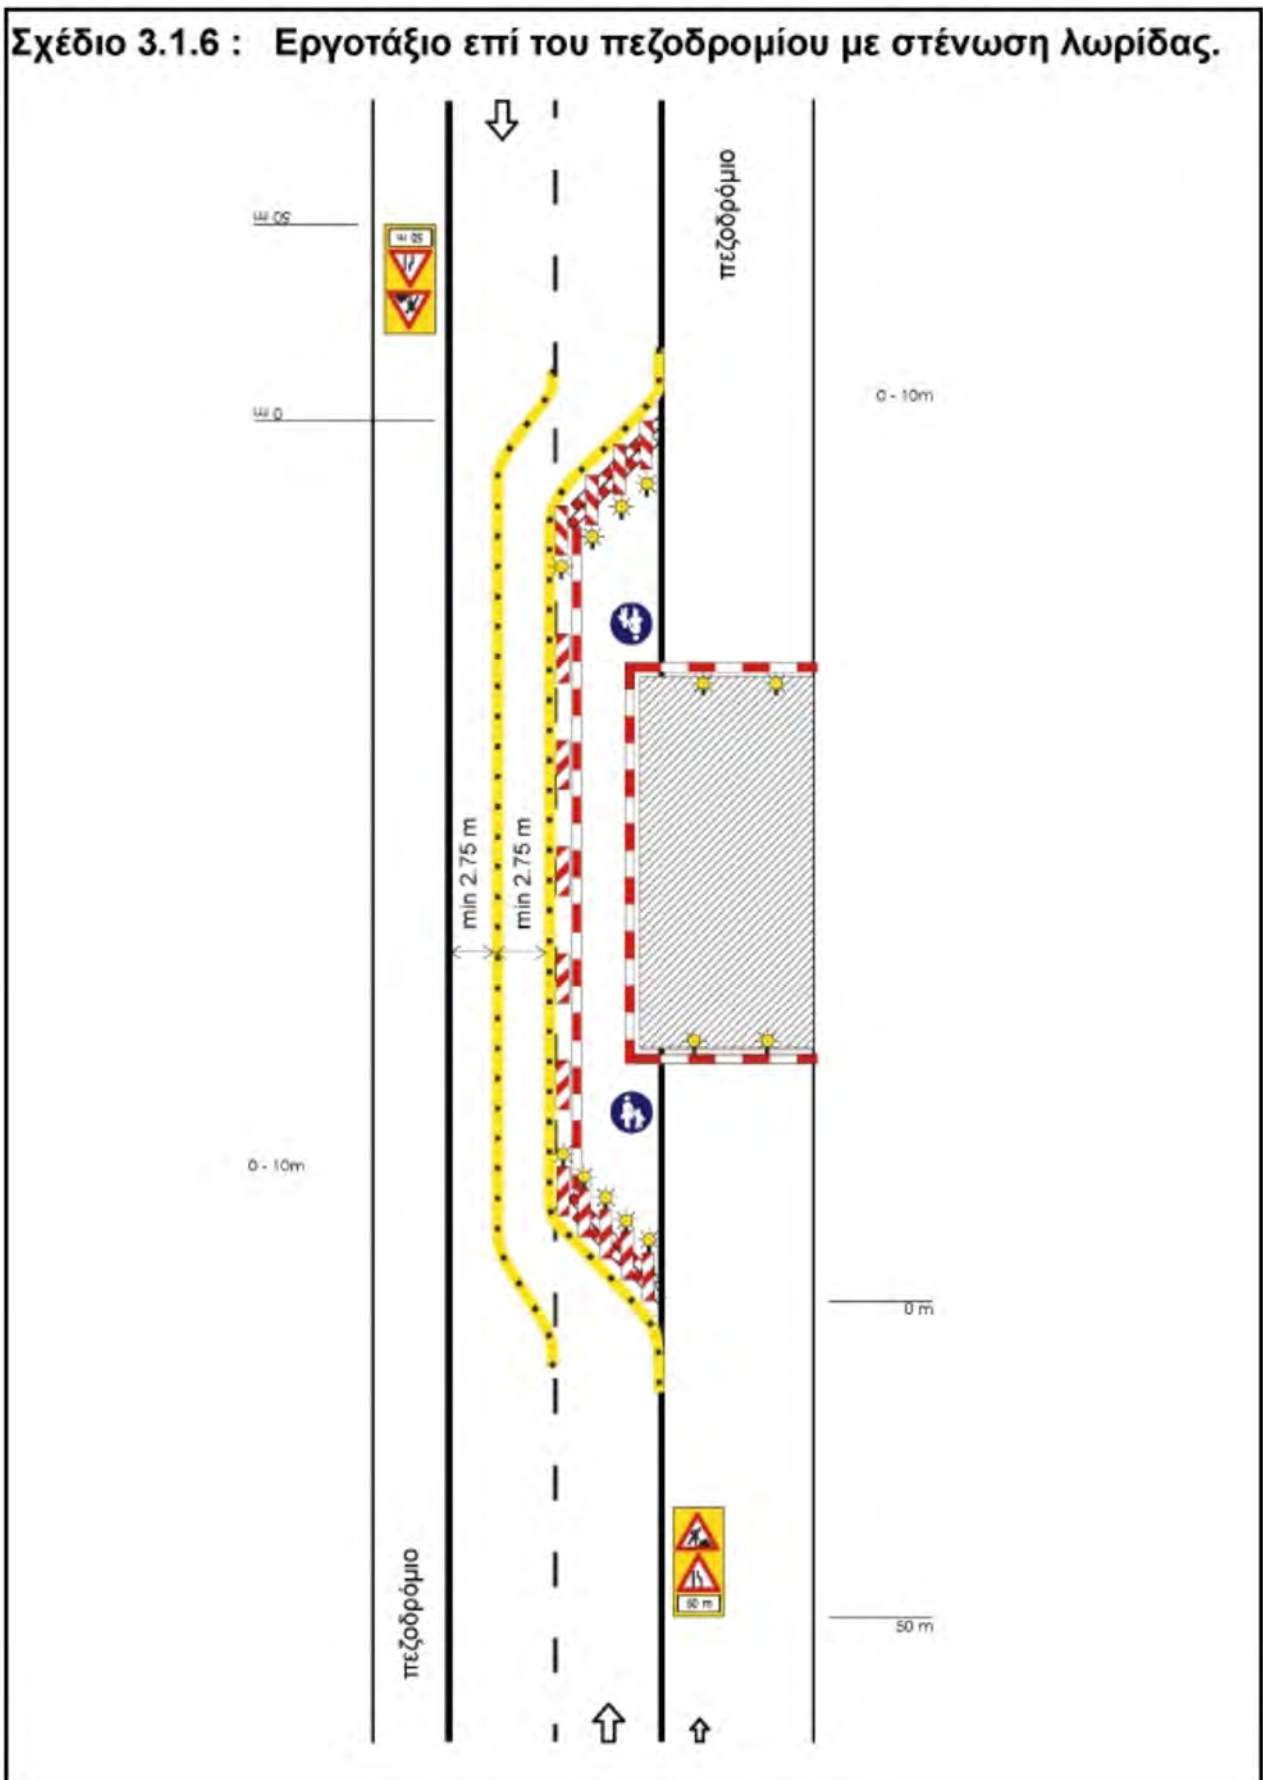 Σχέδιο 3.1.6 : Εργοτάξιο επί του πεζοδρομίου με στένωση λωρίδας.
πεζοδρόμιο
50 m
50 m
0 - 10m
0 m
min 2.75 m
min 2.75 m
0 - 10m
0 m
πεζοδρόμιο
50 m
50 m